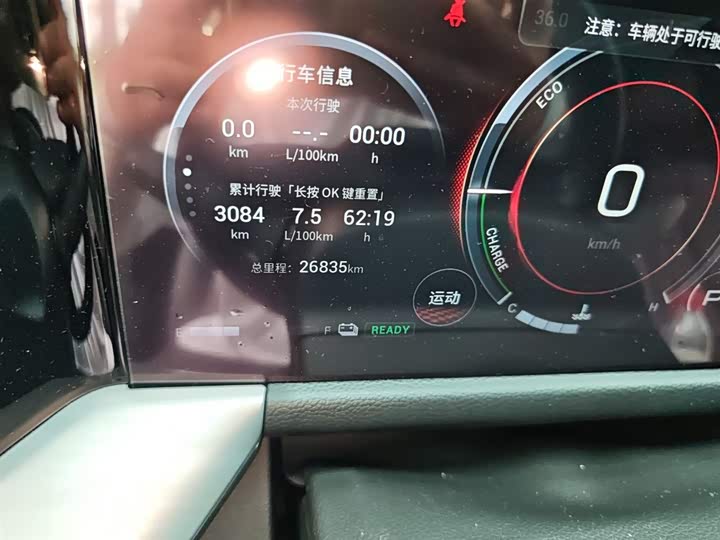 36.0
注意：车辆处于可行驶
行车信息
本次行驶
0.0 --.- 00:00
km L/100km h
累计行驶「长按 OK 键重置」
3084 7.5 62:19
km L/100km h
总里程：26835km
运动
E F READY
ECO
0
km/h
CHARGE
C H
P